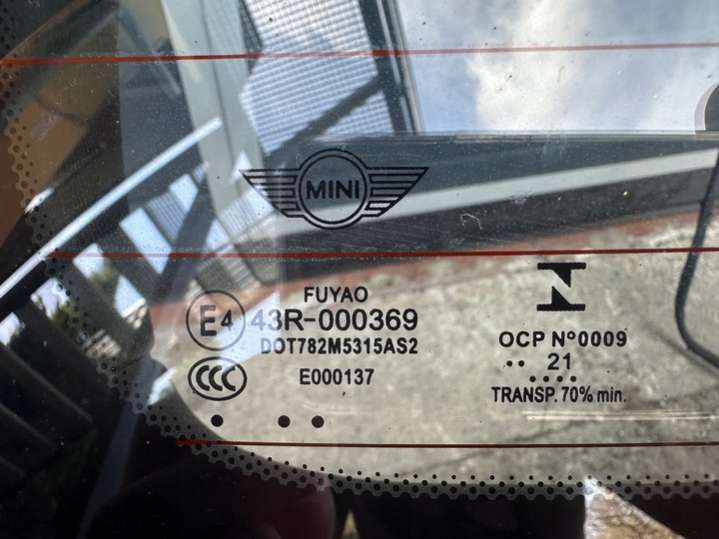 MINI
FUYAO
E4 43R-000369
DOT782M5315AS2
CCC E000137
OCP Nº0009
.. 21
....
TRANSP. 70% min.